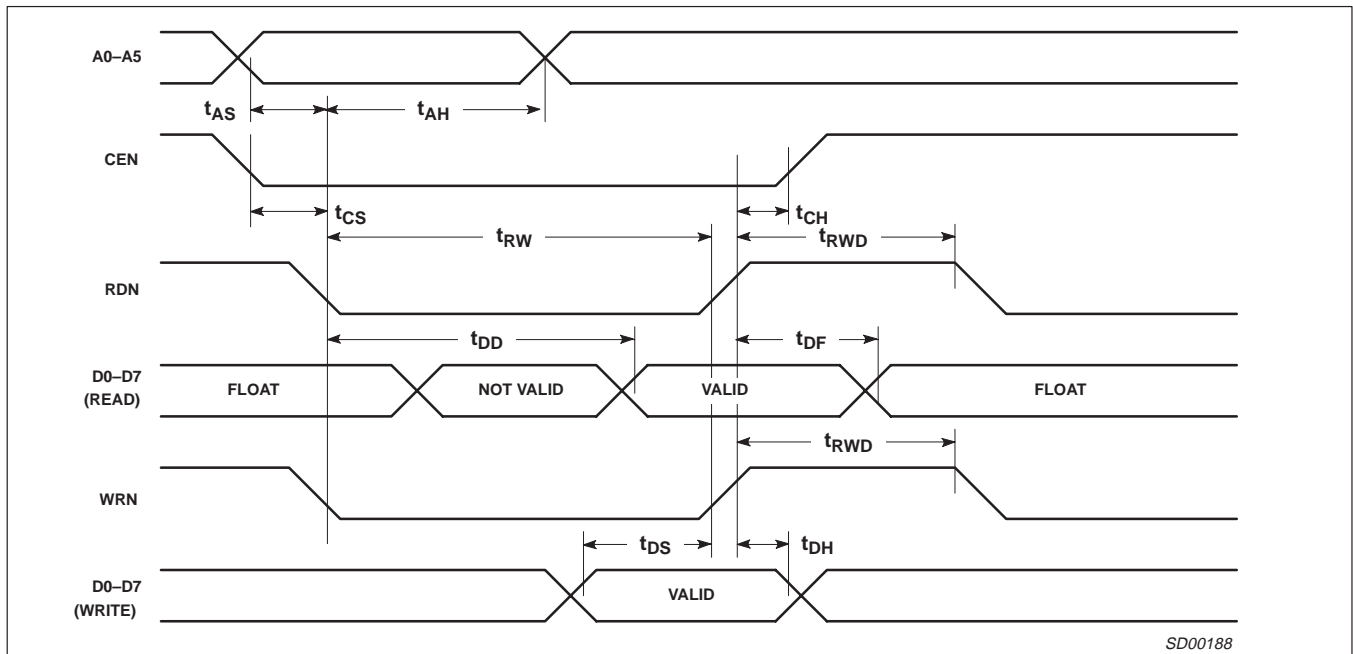 A0–A5
tAS
tAH
CEN
tCS
tCH
tRW
tRWD
RDN
tDD
tDF
D0–D7
(READ)
FLOAT
NOT VALID
VALID
FLOAT
tRWD
WRN
tDS
tDH
D0–D7
(WRITE)
VALID
SD00188